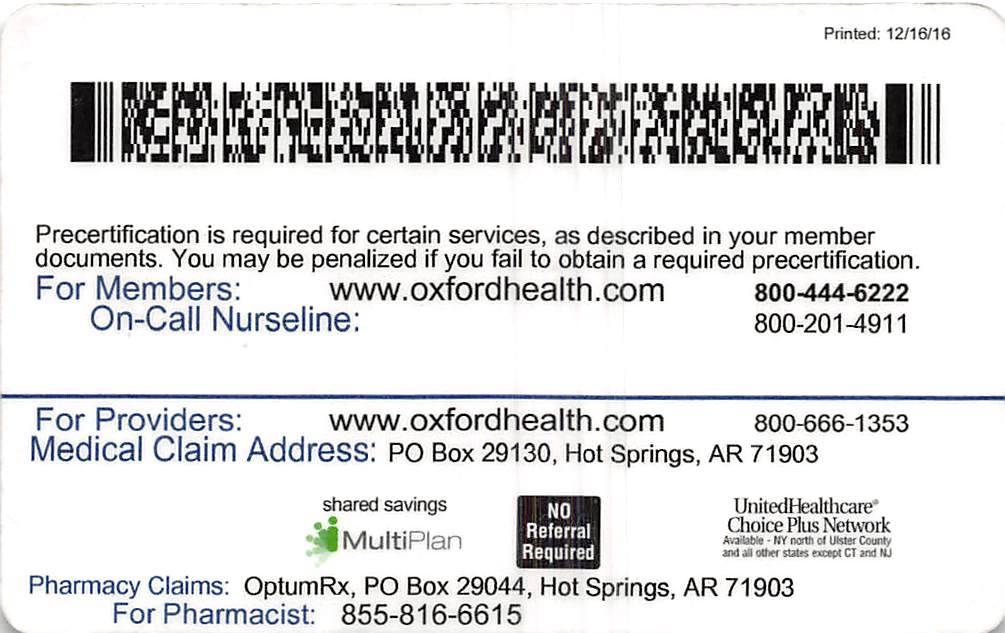 Printed: 12/16/16
Precertification is required for certain services, as described in your member
documents. You may be penalized if you fail to obtain a required precertification.
For Members: www.oxfordhealth.com 800-444-6222
On-Call Nurseline: 800-201-4911
For Providers: www.oxfordhealth.com 800-666-1353
Medical Claim Address: PO Box 29130, Hot Springs, AR 71903
shared savings
MultiPlan
NO
Referral
Required
UnitedHealthcare®
Choice Plus Network
Available - NY north of Ulster County
and all other states except CT and NJ
Pharmacy Claims: OptumRx, PO Box 29044, Hot Springs, AR 71903
For Pharmacist: 855-816-6615